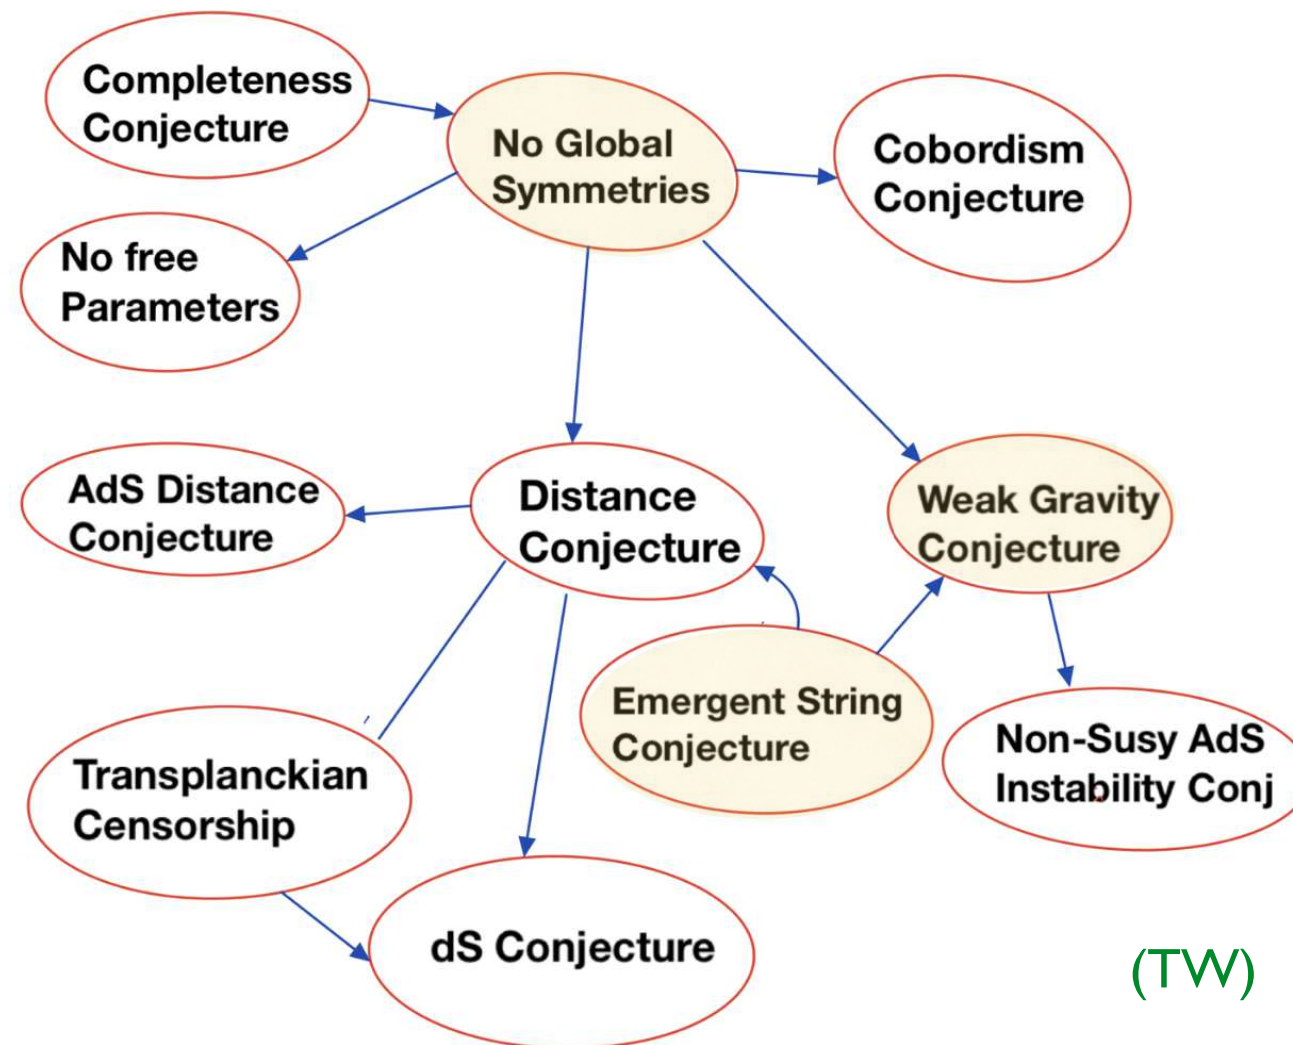 Completeness
Conjecture
No Global
Symmetries
Cobordism
Conjecture
No free
Parameters
AdS Distance
Conjecture
Distance
Conjecture
Weak Gravity
Conjecture
Emergent String
Conjecture
Non-Susy AdS
Instability Conj
Transplanckian
Censorship
dS Conjecture
(TW)